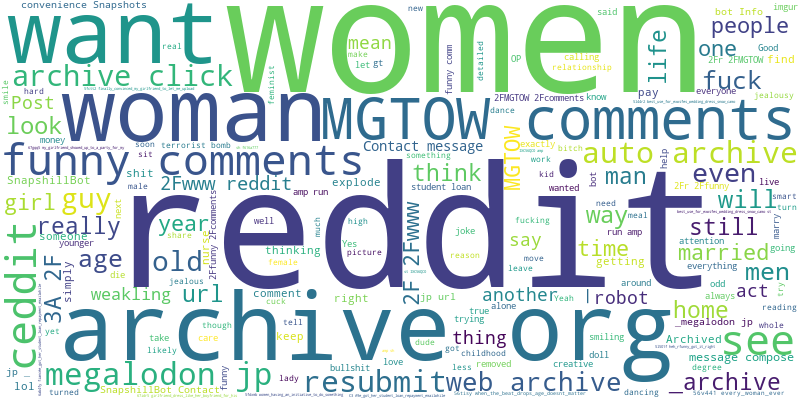 convenience Snapshots
new
said
bot Info
imgur
want
women
mean
make
let gt
funny comm
detailed
OP
calling
relationship
people
one
life
2Fr 2FMGTOW
Good
find
real
archive click
feminist
smile
hard
Post
look
money
woman
MGTOW
2FMGTOW 2Fcomments
know
dance
pay
everyone
fuck
jealousy
comments
soon
terrorist bomb
sit
Contact message
something
exactly
bitch
work
auto archive
funny comments
SnapshillBot
shit
2Fwww reddit
explode
think
student loan
MGTOW
kid
wanted
bot
man
help
even
2Fr 2Ffunny
live
girl
guy
male
amp run
reddit
need
way
meal
will
smart
turn
really
someone
year
share
next
2Ffunny 2Fcomments
well
much
high
Yes
picture
joke
reason
fucking
move
leave
say
run amp
time
getting
attention
still
married
everything
marry
going
ceddit
3A 2F
younger
age
simply
die
old
jealous
nurse
female
thinking
2F 2Fwww
men
weakling
url
comment
cuck
right
jp url
another
Yeah
robot
around
home
odd
always
act
try
reading
yet
though
care
take
likely
tell
keep
archive org
true
alone
trying
thing
got
childhood
smiling
doll
creative
_megalodon jp
whole
Archived
see
message compose
degree
dude
love
less
removed
jp
lol
turned
megalodon jp
SnapshillBot Contact
funny
lady
bullshit
resubmit
web archive
dancing
__archive
every_woman_ever